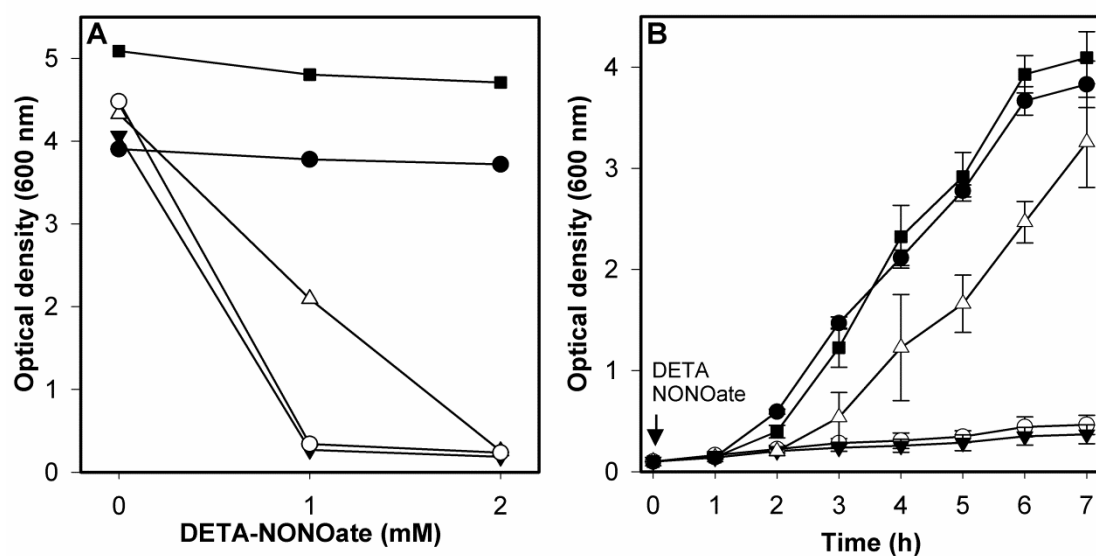 A
Optical density (600 nm)
5
4
3
2
1
0
0 1 2
DETA-NONOate (mM)
B
Optical density (600 nm)
4
3
2
1
0
DETA
NONOate
0 1 2 3 4 5 6 7
Time (h)